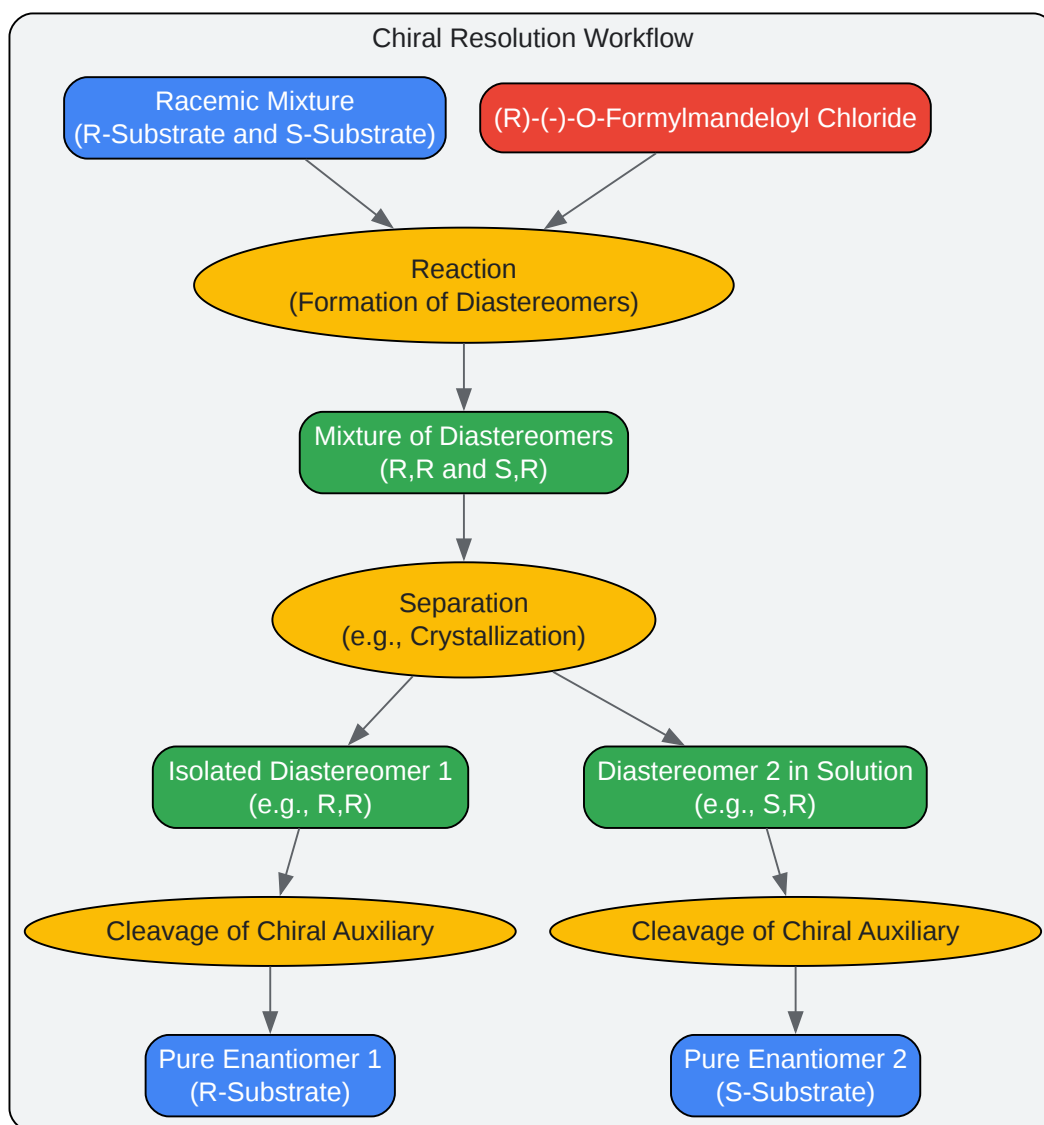 Chiral Resolution Workflow
Racemic Mixture
(R-Substrate and S-Substrate)
(R)-(-)-O-Formylmandeloyl Chloride
Reaction
(Formation of Diastereomers)
Mixture of Diastereomers
(R,R and S,R)
Separation
(e.g., Crystallization)
Isolated Diastereomer 1
(e.g., R,R)
Diastereomer 2 in Solution
(e.g., S,R)
Cleavage of Chiral Auxiliary
Cleavage of Chiral Auxiliary
Pure Enantiomer 1
(R-Substrate)
Pure Enantiomer 2
(S-Substrate)